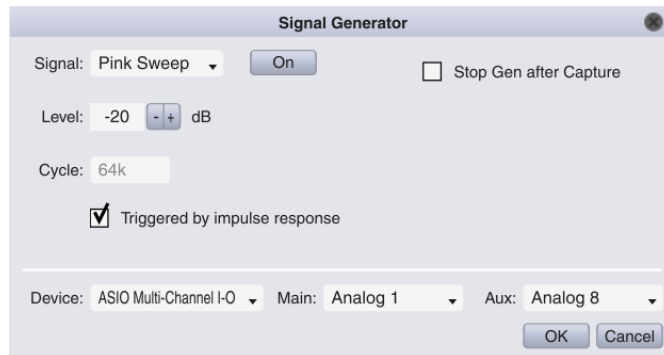 Signal Generator
Signal: Pink Sweep On Stop Gen after Capture
Level: -20 - + dB
Cycle: 64k
Triggered by impulse response
Device: ASIO Multi-Channel I-O Main: Analog 1 Aux: Analog 8
OK Cancel